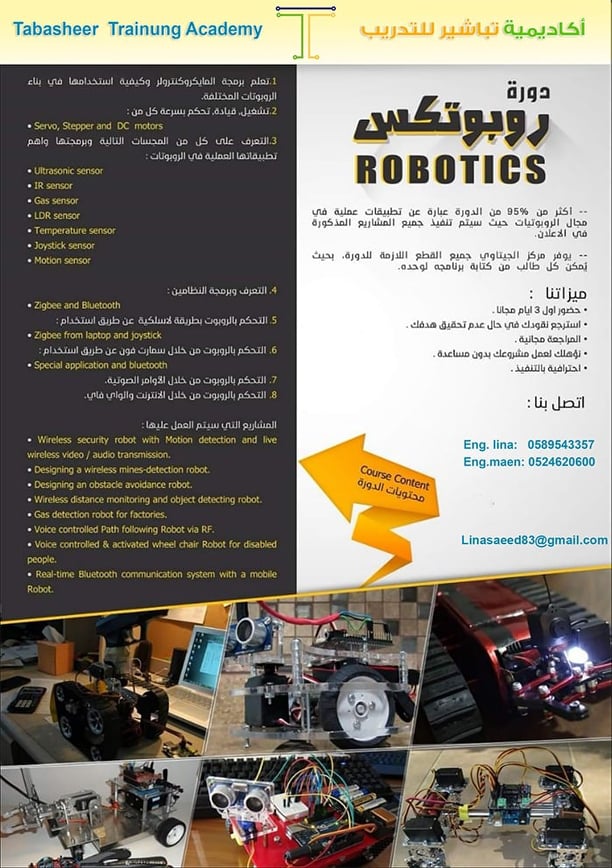 Tabasheer Trainung Academy
أكاديمية تباشير للتدريب
دورة
روبوتكس
ROBOTICS
-- أكثر من 95% من الدورة عبارة عن تطبيقات عملية في
مجال الروبوتيات حيث سيتم تنفيذ جميع المشاريع المذكورة
في الاعلان.
-- يوفر مركز الجيتاوي جميع القطع اللازمة للدورة، بحيث
يُمكن كل طالب من كتابة برنامجه لوحده.
ميزاتنا :
• حضور اول 3 ايام مجانا .
• استرجع نقودك في حال عدم تحقيق هدفك .
• المراجعة مجانية .
• نؤهلك لعمل مشروعك بدون مساعدة .
• احترافية بالتنفيذ .
اتصل بنا :
Eng. lina: 0589543357
Eng.maen: 0524620600
Linasaeed83@gmail.com
Course Content
محتويات الدورة
1.تعلم برمجة المايكروكنترولر وكيفية استخدامها في بناء
الروبوتات المختلفة.
2.تشغيل, قيادة, تحكم بسرعة كل من :
• Servo, Stepper and DC motors
3.التعرف على كل من المجسات التالية وبرمجتها واهم
تطبيقاتها العملية في الروبوتات :
• Ultrasonic sensor
• IR sensor
• Gas sensor
• LDR sensor
• Temperature sensor
• Joystick sensor
• Motion sensor
4. التعرف وبرمجة النظامين :
• Zigbee and Bluetooth
5. التحكم بالروبوت بطريقة لاسلكية عن طريق استخدام :
• Zigbee from laptop and joystick
6. التحكم بالروبوت من خلال سمارت فون عن طريق استخدام :
• Special application and bluetooth
7. التحكم بالروبوت من خلال الأوامر الصوتية.
8. التحكم بالروبوت من خلال الانترنت والواي فاي.
المشاريع التي سيتم العمل عليها :
• Wireless security robot with Motion detection and live
wireless video / audio transmission.
• Designing a wireless mines-detection robot.
• Designing an obstacle avoidance robot.
• Wireless distance monitoring and object detecting robot.
• Gas detection robot for factories.
• Voice controlled Path following Robot via RF.
• Voice controlled & activated wheel chair Robot for disabled
people.
• Real-time Bluetooth communication system with a mobile
Robot.